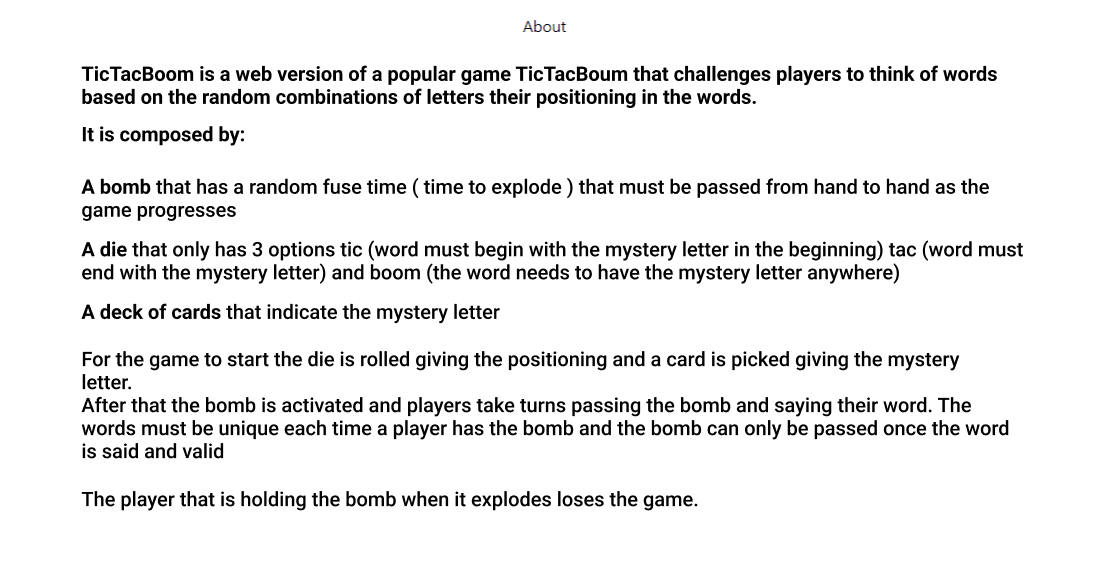 About
TicTacBoom is a web version of a popular game TicTacBoum that challenges players to think of words
based on the random combinations of letters their positioning in the words.
It is composed by:
A bomb that has a random fuse time ( time to explode ) that must be passed from hand to hand as the
game progresses
A die that only has 3 options tic (word must begin with the mystery letter in the beginning) tac (word must
end with the mystery letter) and boom (the word needs to have the mystery letter anywhere)
A deck of cards that indicate the mystery letter
For the game to start the die is rolled giving the positioning and a card is picked giving the mystery
letter.
After that the bomb is activated and players take turns passing the bomb and saying their word. The
words must be unique each time a player has the bomb and the bomb can only be passed once the word
is said and valid
The player that is holding the bomb when it explodes loses the game.